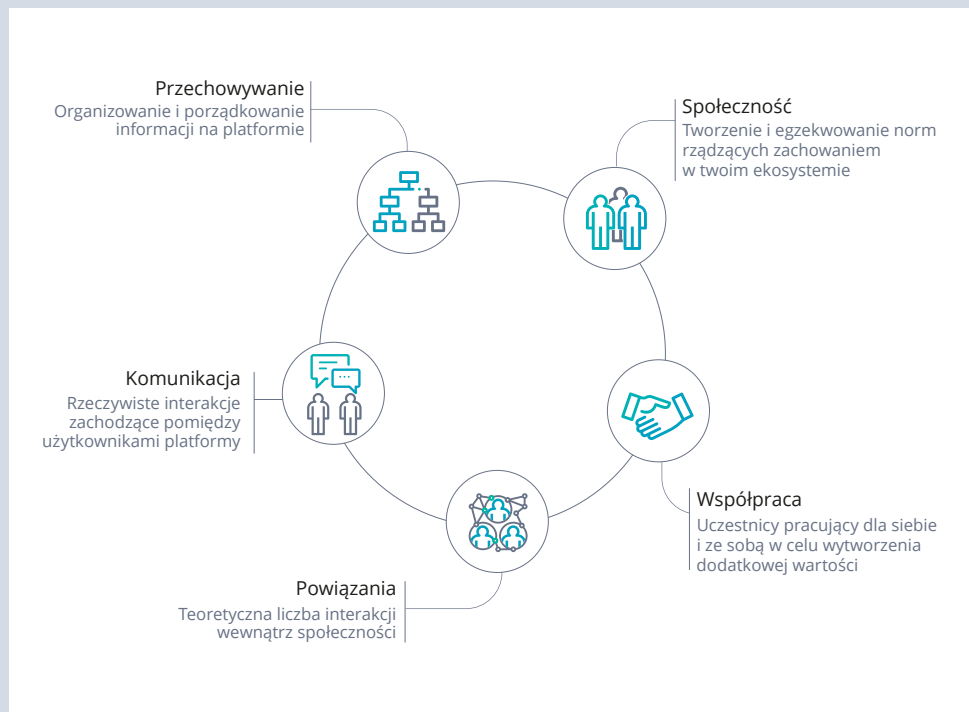 Przechowywanie
Organizowanie i porządkowanie
informacji na platformie
Społeczność
Tworzenie i egzekwowanie norm
rządzących zachowaniem
w twoim ekosystemie
Komunikacja
Rzeczywiste interakcje
zachodzące pomiędzy
użytkownikami platformy
Współpraca
Uczestnicy pracujący dla siebie
i ze sobą w celu wytworzenia
dodatkowej wartości
Powiązania
Teoretyczna liczba interakcji
wewnątrz społeczności